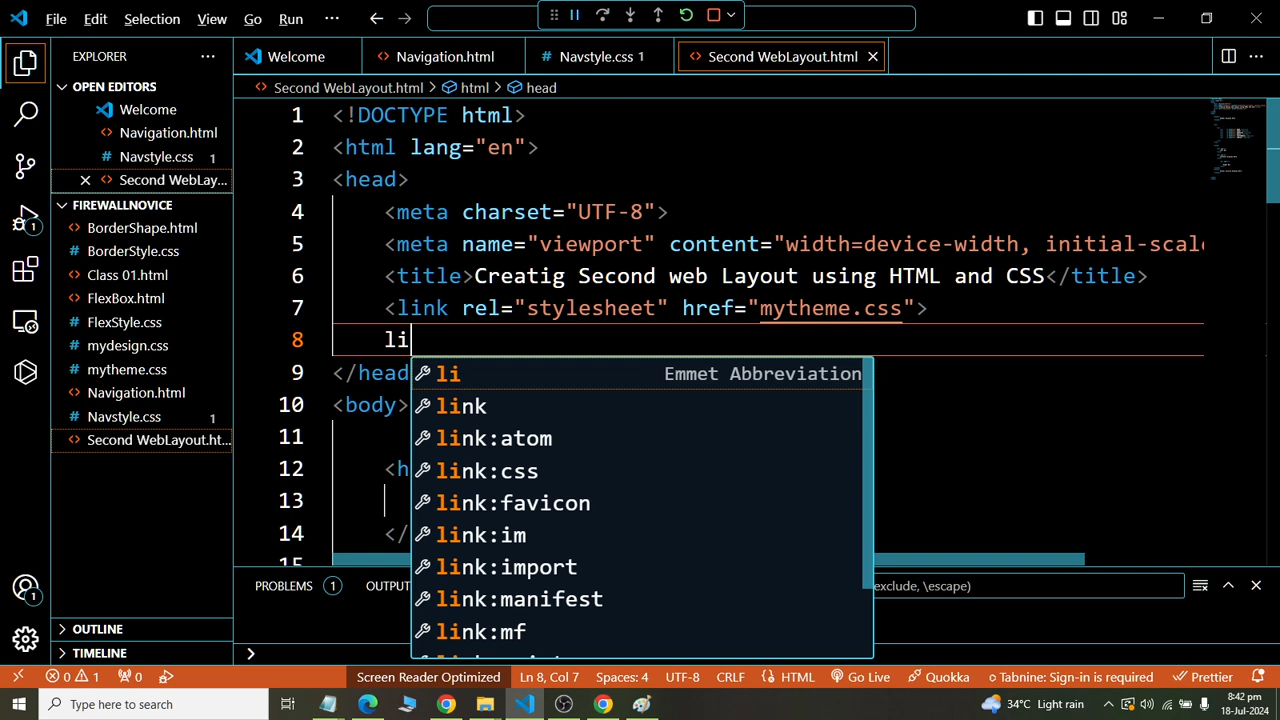 File Edit Selection View Go Run ...
EXPLORER ...
Welcome
Navigation.html
Navstyle.css 1
Second WebLayout.html
OPEN EDITORS
Welcome
Navigation.html
Navstyle.css 1
Second WebLay...
FIREWALLNOVICE
BorderShape.html
BorderStyle.css
Class 01.html
FlexBox.html
FlexStyle.css
mydesign.css
mytheme.css
Navigation.html
Navstyle.css 1
Second WebLayout.ht...
OUTLINE
TIMELINE
1
1
Second WebLayout.html > html > head
1 <!DOCTYPE html>
2 <html lang="en">
3 <head>
4 <meta charset="UTF-8">
5 <meta name="viewport" content="width=device-width, initial-scale
6 <title>Creatig Second web Layout using HTML and CSS</title>
7 <link rel="stylesheet" href="mytheme.css">
8 li
9 </head
10 <body>
11
12 <h
13
14 </
15
li Emmet Abbreviation
link
link:atom
link:css
link:favicon
link:im
link:import
link:manifest
link:mf
PROBLEMS 1 OUTPUT
exclude, \escape)
0 1 0 Screen Reader Optimized Ln 8, Col 7 Spaces: 4 UTF-8 CRLF HTML Go Live Quokka Tabnine: Sign-in is required Prettier
Type here to search
34°C Light rain
8:42 pm
18-Jul-2024